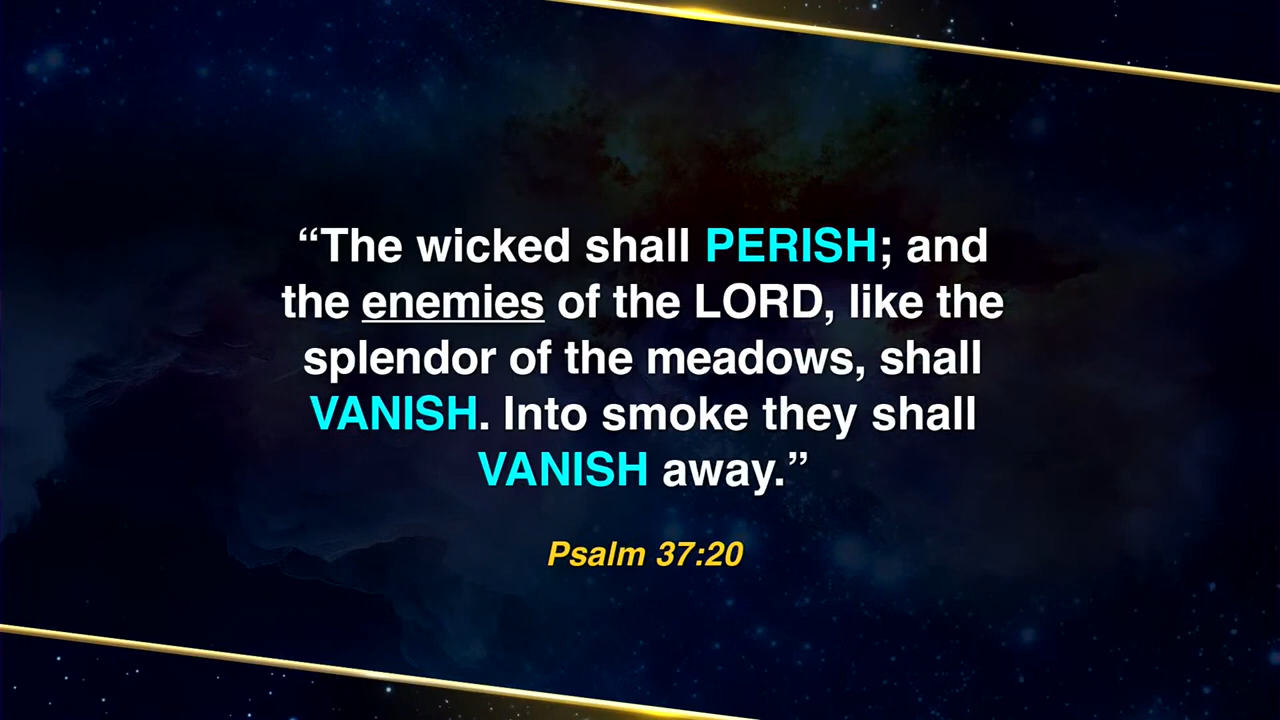 “The wicked shall PERISH; and
the enemies of the LORD, like the
splendor of the meadows, shall
VANISH. Into smoke they shall
VANISH away.”
Psalm 37:20